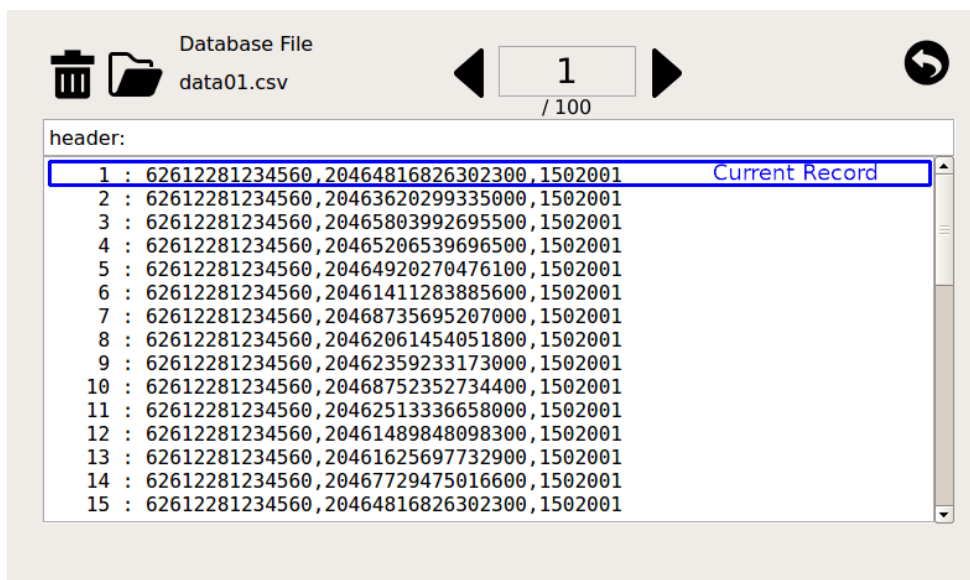 Database File
data01.csv
1
/ 100
header:
1 : 62612281234560,20464816826302300,1502001 Current Record
2 : 62612281234560,20463620299335000,1502001
3 : 62612281234560,20465803992695500,1502001
4 : 62612281234560,20465206539696500,1502001
5 : 62612281234560,20464920270476100,1502001
6 : 62612281234560,20461411283885600,1502001
7 : 62612281234560,20468735695207000,1502001
8 : 62612281234560,20462061454051800,1502001
9 : 62612281234560,20462359233173000,1502001
10 : 62612281234560,20468752352734400,1502001
11 : 62612281234560,20462513336658000,1502001
12 : 62612281234560,20461489848098300,1502001
13 : 62612281234560,20461625697732900,1502001
14 : 62612281234560,20467729475016600,1502001
15 : 62612281234560,20464816826302300,1502001